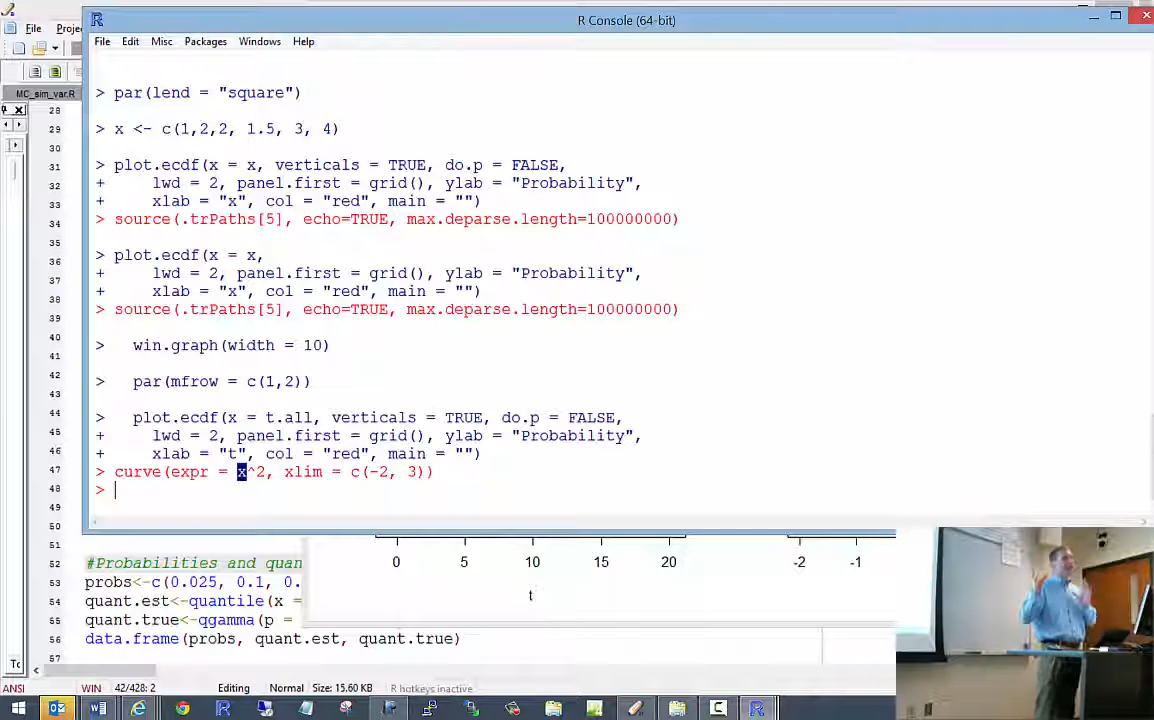 R Console (64-bit)
File Proje
File Edit Misc Packages Windows Help
MC_sim_var.R
> par(lend = "square")
> x <- c(1,2,2, 1.5, 3, 4)
> plot.ecdf(x = x, verticals = TRUE, do.p = FALSE,
+ lwd = 2, panel.first = grid(), ylab = "Probability",
+ xlab = "x", col = "red", main = "")
> source(.trPaths[5], echo=TRUE, max.deparse.length=100000000)
> plot.ecdf(x = x,
+ lwd = 2, panel.first = grid(), ylab = "Probability",
+ xlab = "x", col = "red", main = "")
> source(.trPaths[5], echo=TRUE, max.deparse.length=100000000)
> win.graph(width = 10)
> par(mfrow = c(1,2))
> plot.ecdf(x = t.all, verticals = TRUE, do.p = FALSE,
+ lwd = 2, panel.first = grid(), ylab = "Probability",
+ xlab = "t", col = "red", main = "")
> curve(expr = x^2, xlim = c(-2, 3))
>
28
29
30
31
32
33
34
35
36
37
38
39
40
41
42
43
44
45
46
47
48
49
50
51
52 #Probabilities and quan
53 probs<-c(0.025, 0.1, 0.
54 quant.est<-quantile(x =
55 quant.true<-qgamma(p =
56 data.frame(probs, quant.est, quant.true)
57
0 5 10 15 20 -2 -1
t
ANSI WIN 42/428: 2 Editing Normal Size: 15.60 KB R hotkeys inactive